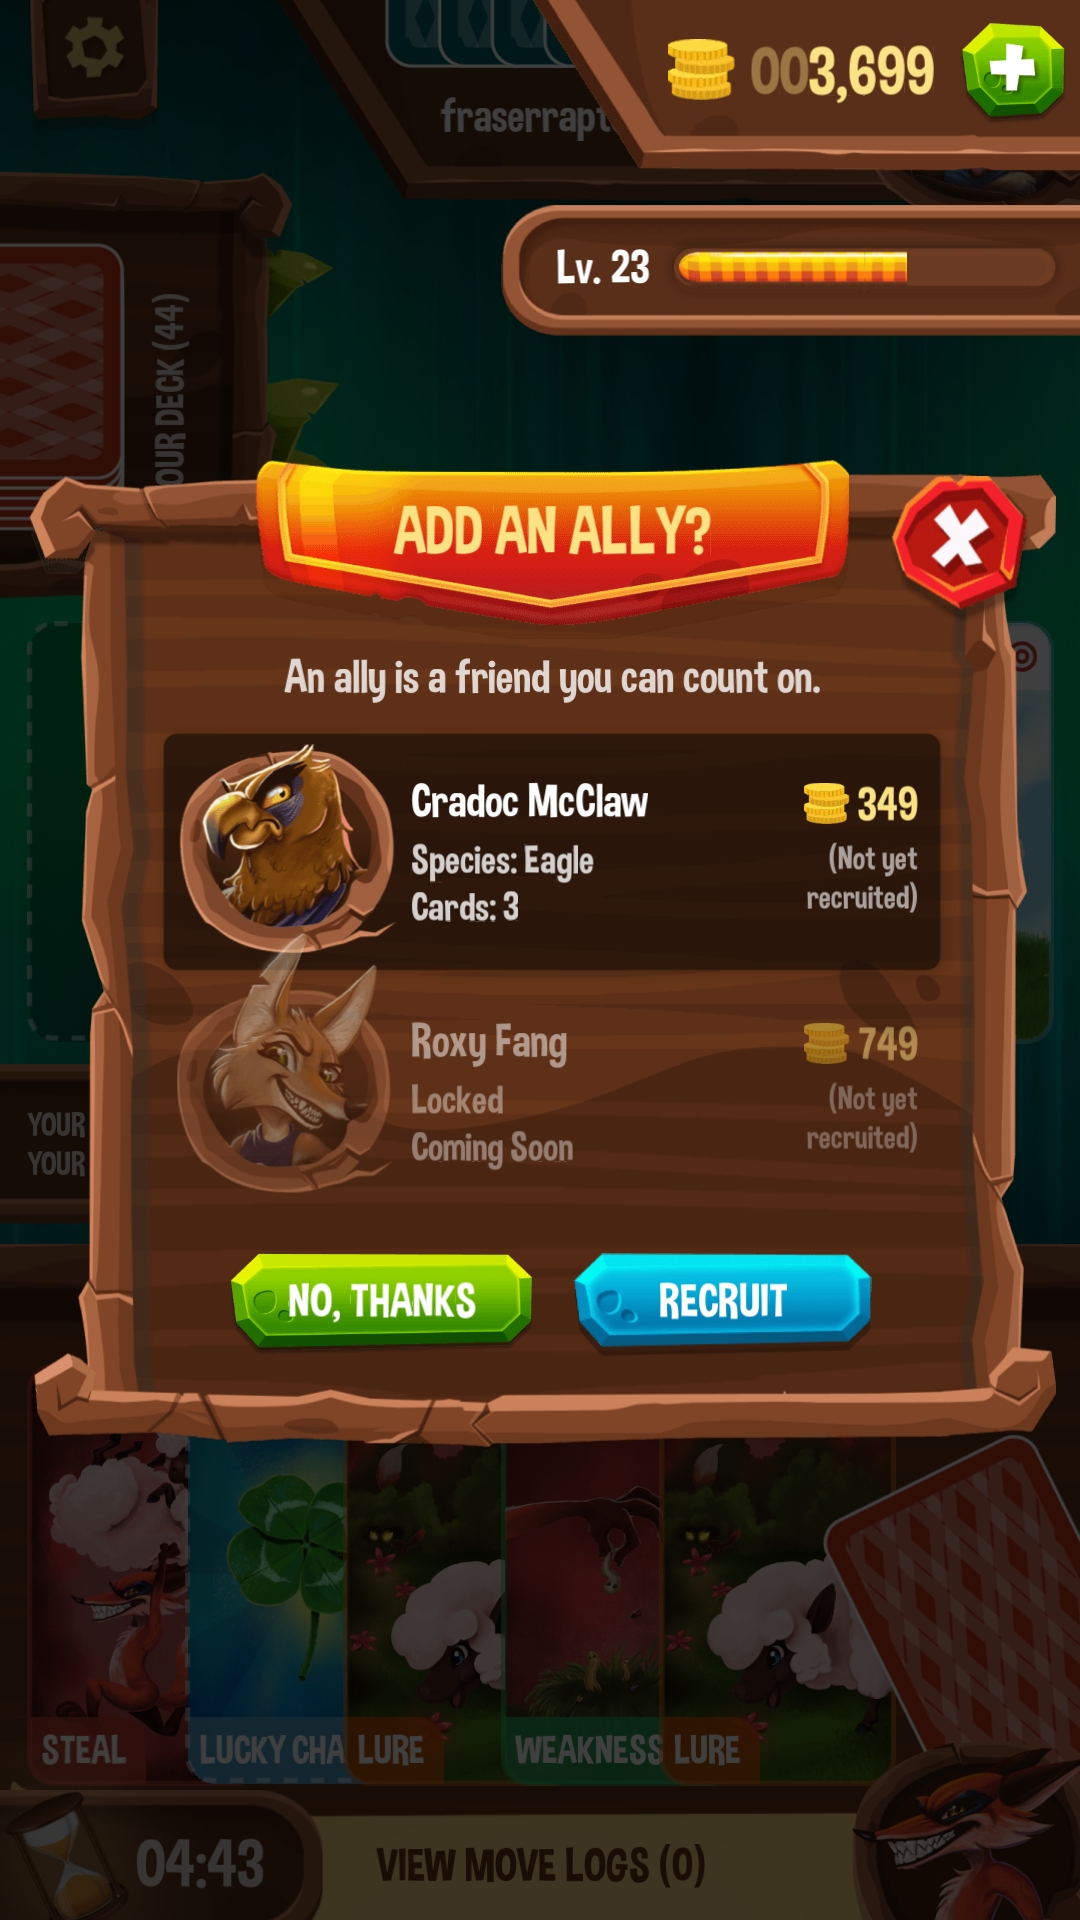 003,699
fraserrapt
Lv. 23
OUR DECK (44)
ADD AN ALLY?
An ally is a friend you can count on.
Cradoc McClaw
349
Species: Eagle
(Not yet
recruited)
Cards: 3
Roxy Fang
749
Locked
(Not yet
recruited)
Coming Soon
YOUR
YOUR
NO, THANKS
RECRUIT
STEAL
LUCKY CHA
LURE
WEAKNESS
LURE
04:43
VIEW MOVE LOGS (0)